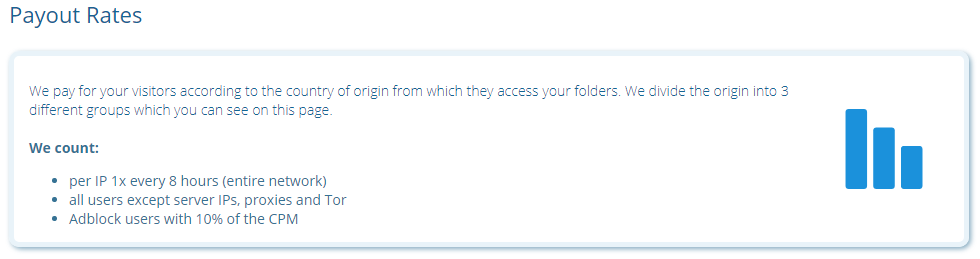 Payout Rates
We pay for your visitors according to the country of origin from which they access your folders. We divide the origin into 3
different groups which you can see on this page.
We count:
• per IP 1x every 8 hours (entire network)
• all users except server IPs, proxies and Tor
• Adblock users with 10% of the CPM